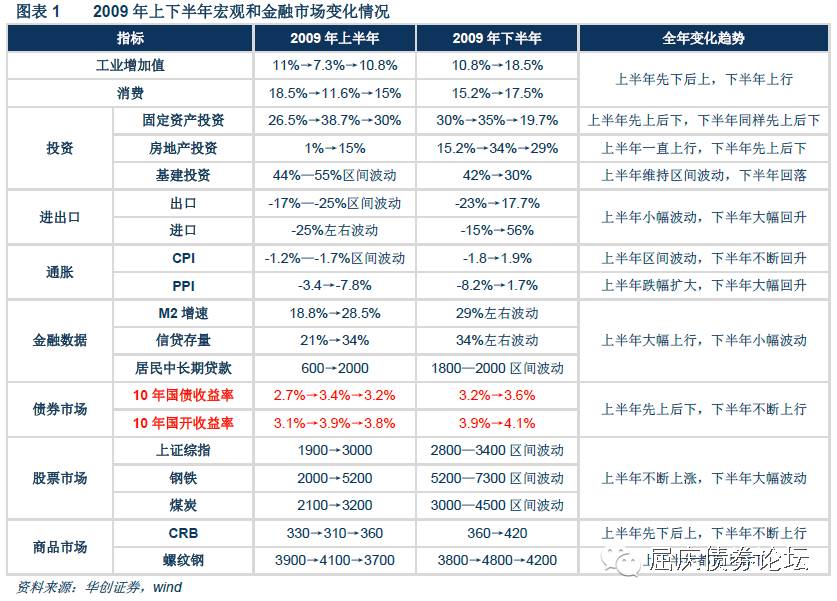 图表 1 2009 年上下半年宏观和金融市场变化情况
指标 2009 年上半年 2009 年下半年 全年变化趋势
工业增加值 11%→7.3%→10.8% 10.8%→18.5% 上半年先下后上，下半年上行
消费 18.5%→11.6%→15% 15.2%→17.5%
投资 固定资产投资 26.5%→38.7%→30% 30%→35%→19.7% 上半年先上后下，下半年同样先上后下
房地产投资 1%→15% 15.2%→34%→29% 上半年一直上行，下半年先上后下
基建投资 44%—55%区间波动 42%→30% 上半年维持区间波动，下半年回落
进出口 出口 -17%—-25%区间波动 -23%→17.7% 上半年小幅波动，下半年大幅回升
进口 -25%左右波动 -15%→56%
通胀 CPI -1.2%—-1.7%区间波动 -1.8→1.9% 上半年区间波动，下半年不断回升
PPI -3.4→-7.8% -8.2%→1.7% 上半年跌幅扩大，下半年大幅回升
金融数据 M2 增速 18.8%→28.5% 29%左右波动 上半年大幅上行，下半年小幅波动
信贷存量 21%→34% 34%左右波动
居民中长期贷款 600→2000 1800—2000 区间波动
债券市场 10 年国债收益率 2.7%→3.4%→3.2% 3.2%→3.6% 上半年先上后下，下半年不断上行
10 年国开收益率 3.1%→3.9%→3.8% 3.9%→4.1%
股票市场 上证综指 1900→3000 2800—3400 区间波动 上半年不断上涨，下半年大幅波动
钢铁 2000→5200 5200—7300 区间波动
煤炭 2100→3200 3000—4500 区间波动
商品市场 CRB 330→310→360 360→420 上半年先下后上，下半年不断上行
螺纹钢 3900→4100→3700 3800→4800→4200 上
屈庆债券论坛
资料来源：华创证券，wind